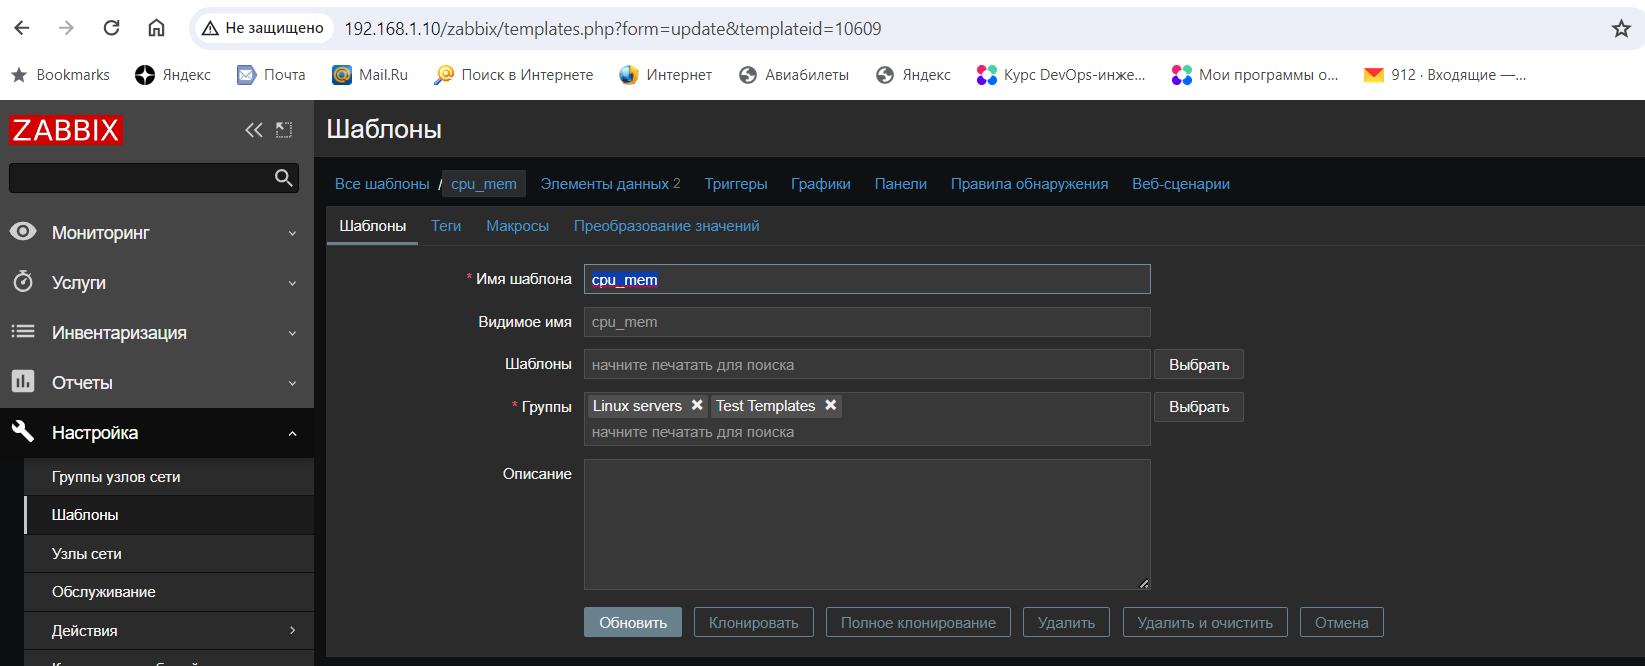 Не защищено 192.168.1.10/zabbix/templates.php?form=update&templateid=10609
Bookmarks Яндекс Почта Mail.Ru Поиск в Интернете Интернет Авиабилеты Яндекс Курс DevOps-инже... Мои программы о... 912 · Входящие —...
ZABBIX
Шаблоны
Все шаблоны / cpu_mem Элементы данных 2 Триггеры Графики Панели Правила обнаружения Веб-сценарии
Шаблоны Теги Макросы Преобразование значений
Мониторинг
Услуги
Инвентаризация
Отчеты
Настройка
Группы узлов сети
Шаблоны
Узлы сети
Обслуживание
Действия
* Имя шаблона cpu_mem
Видимое имя cpu_mem
Шаблоны начните печатать для поиска Выбрать
* Группы Linux servers Test Templates Выбрать
начните печатать для поиска
Описание
Обновить Клонировать Полное клонирование Удалить Удалить и очистить Отмена